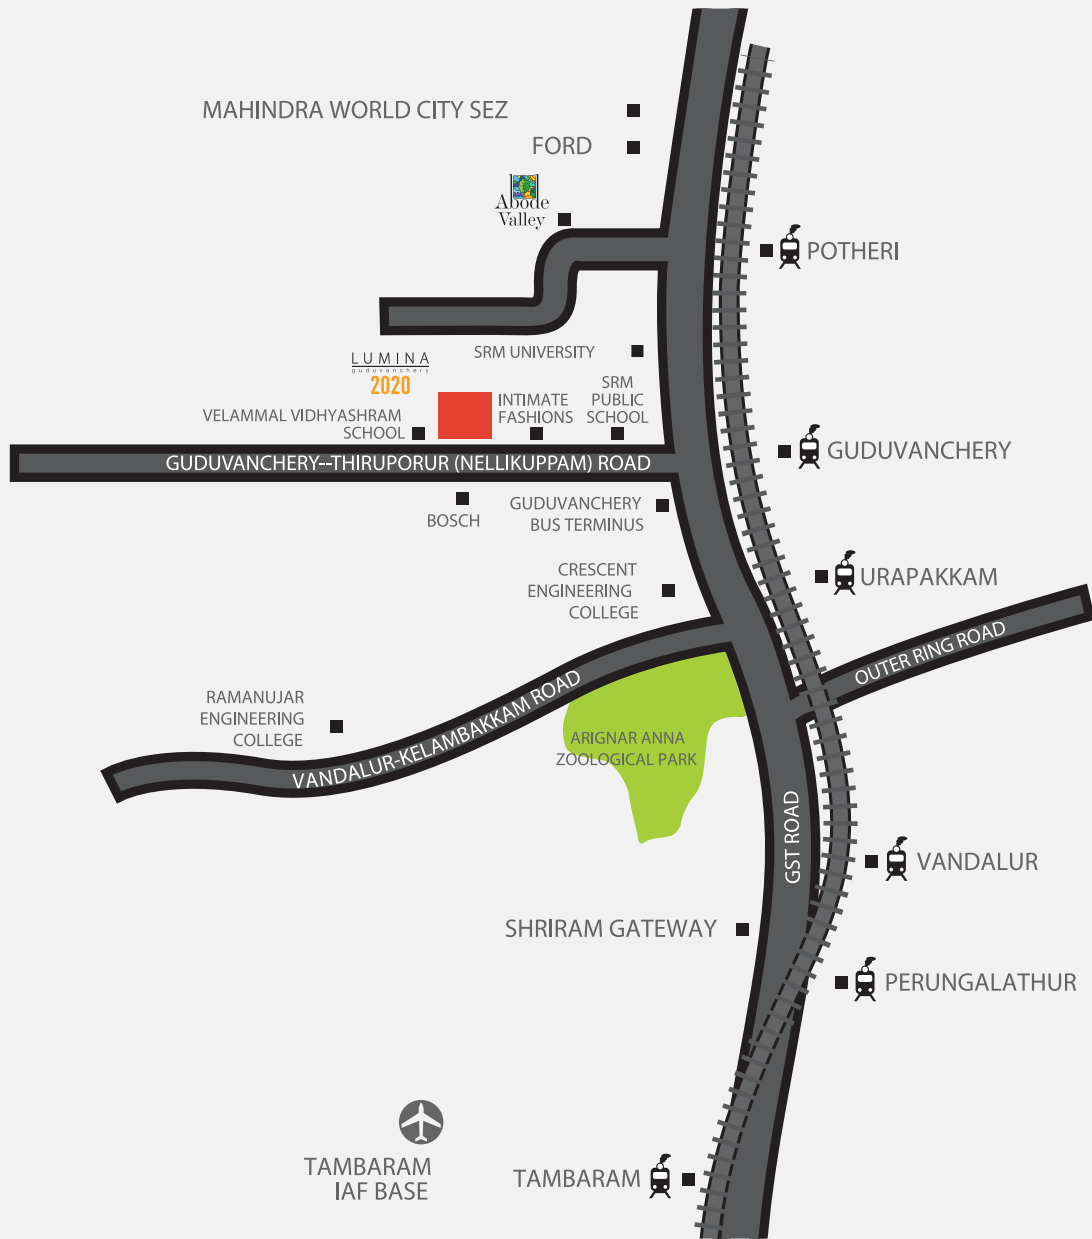 MAHINDRA WORLD CITY SEZ
FORD
Abode
Valley
POTHERI
SRM UNIVERSITY
LUMINA
guduvanchery
2020
SRM
PUBLIC
SCHOOL
INTIMATE
FASHIONS
VELAMMAL VIDHYASHRAM
SCHOOL
GUDUVANCHERY--THIRUPORUR (NELLIKUPPAM) ROAD
GUDUVANCHERY
BOSCH
GUDUVANCHERY
BUS TERMINUS
CRESCENT
ENGINEERING
COLLEGE
URAPAKKAM
OUTER RING ROAD
RAMANUJAR
ENGINEERING
COLLEGE
VANDALUR-KELAMBAKKAM ROAD
ARIGNAR ANNA
ZOOLOGICAL PARK
GST ROAD
VANDALUR
SHRIRAM GATEWAY
PERUNGALATHUR
TAMBARAM
IAF BASE
TAMBARAM